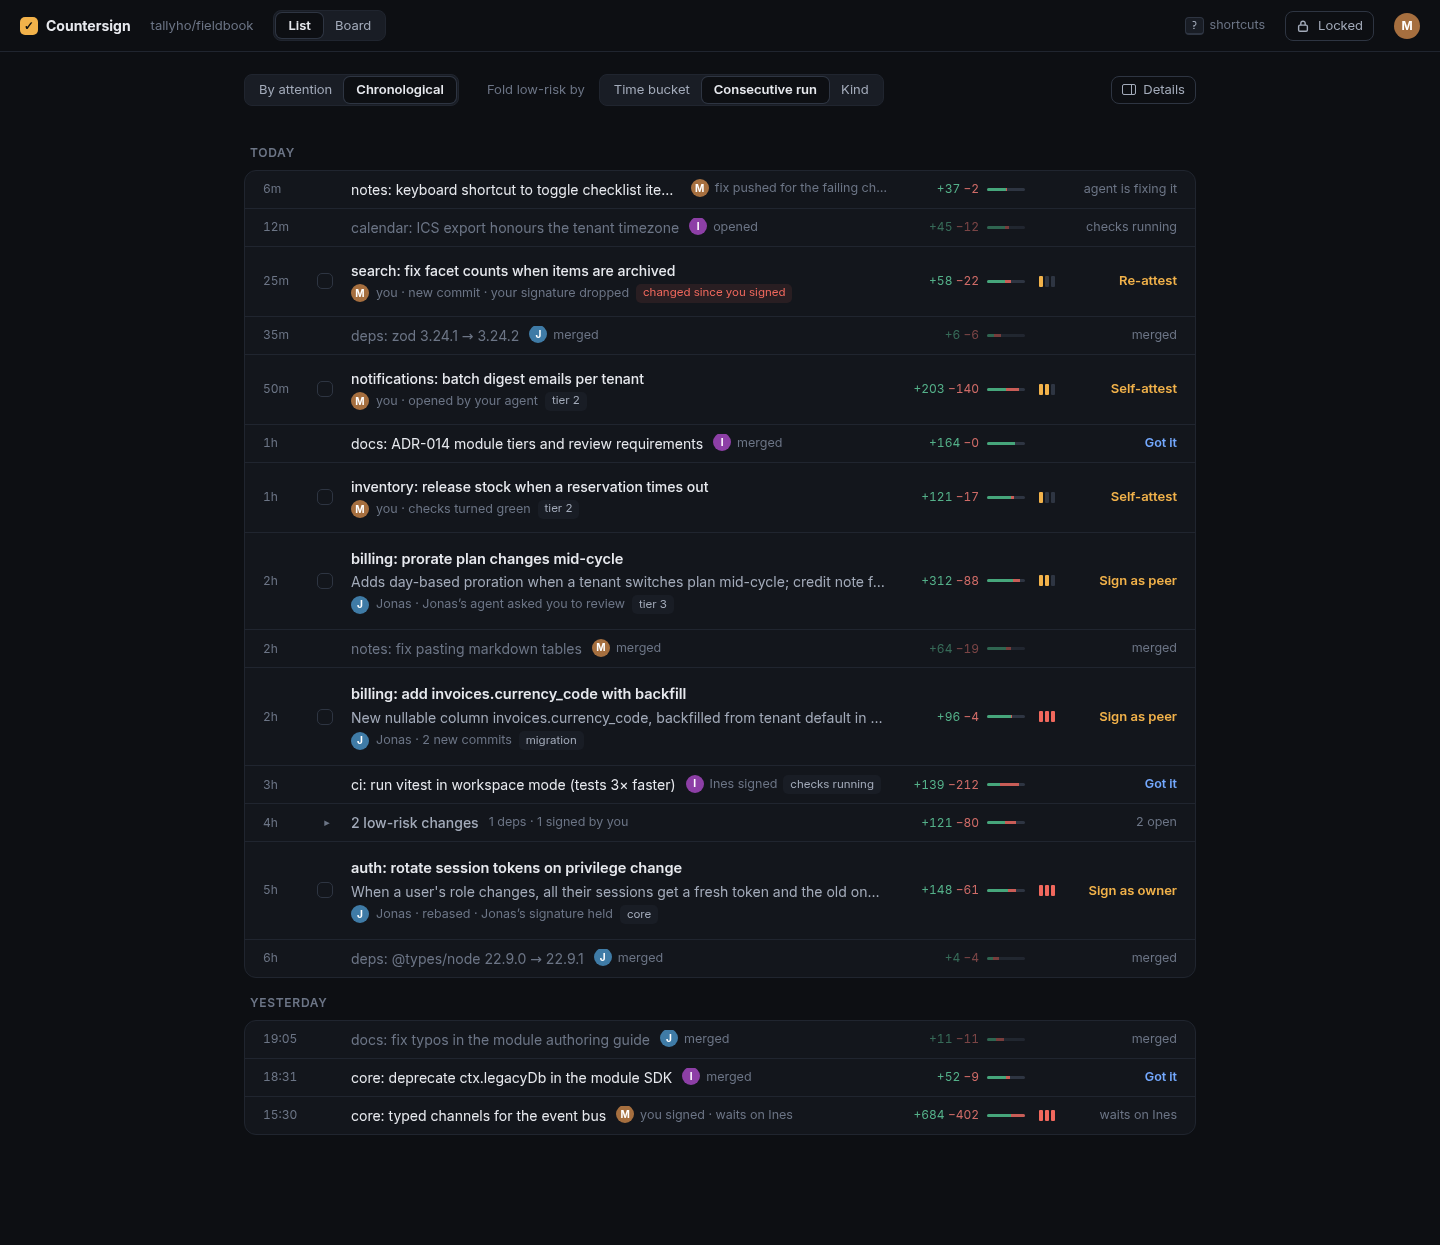 ✓ Countersign tallyho/fieldbook List Board ? shortcuts Locked M
By attention Chronological Fold low-risk by Time bucket Consecutive run Kind Details
TODAY
6m notes: keyboard shortcut to toggle checklist ite... M fix pushed for the failing ch... +37 −2 agent is fixing it
12m calendar: ICS export honours the tenant timezone I opened +45 −12 checks running
search: fix facet counts when items are archived
25m M you · new commit · your signature dropped changed since you signed +58 −22 Re-attest
35m deps: zod 3.24.1 → 3.24.2 J merged +6 −6 merged
notifications: batch digest emails per tenant
50m M you · opened by your agent tier 2 +203 −140 Self-attest
1h docs: ADR-014 module tiers and review requirements I merged +164 −0 Got it
inventory: release stock when a reservation times out
1h M you · checks turned green tier 2 +121 −17 Self-attest
billing: prorate plan changes mid-cycle
2h Adds day-based proration when a tenant switches plan mid-cycle; credit note f... +312 −88 Sign as peer
J Jonas · Jonas’s agent asked you to review tier 3
2h notes: fix pasting markdown tables M merged +64 −19 merged
billing: add invoices.currency_code with backfill
2h New nullable column invoices.currency_code, backfilled from tenant default in ... +96 −4 Sign as peer
J Jonas · 2 new commits migration
3h ci: run vitest in workspace mode (tests 3× faster) I Ines signed checks running +139 −212 Got it
4h ▸ 2 low-risk changes 1 deps · 1 signed by you +121 −80 2 open
auth: rotate session tokens on privilege change
5h When a user's role changes, all their sessions get a fresh token and the old on... +148 −61 Sign as owner
J Jonas · rebased · Jonas’s signature held core
6h deps: @types/node 22.9.0 → 22.9.1 J merged +4 −4 merged
YESTERDAY
19:05 docs: fix typos in the module authoring guide J merged +11 −11 merged
18:31 core: deprecate ctx.legacyDb in the module SDK I merged +52 −9 Got it
15:30 core: typed channels for the event bus M you signed · waits on Ines +684 −402 waits on Ines